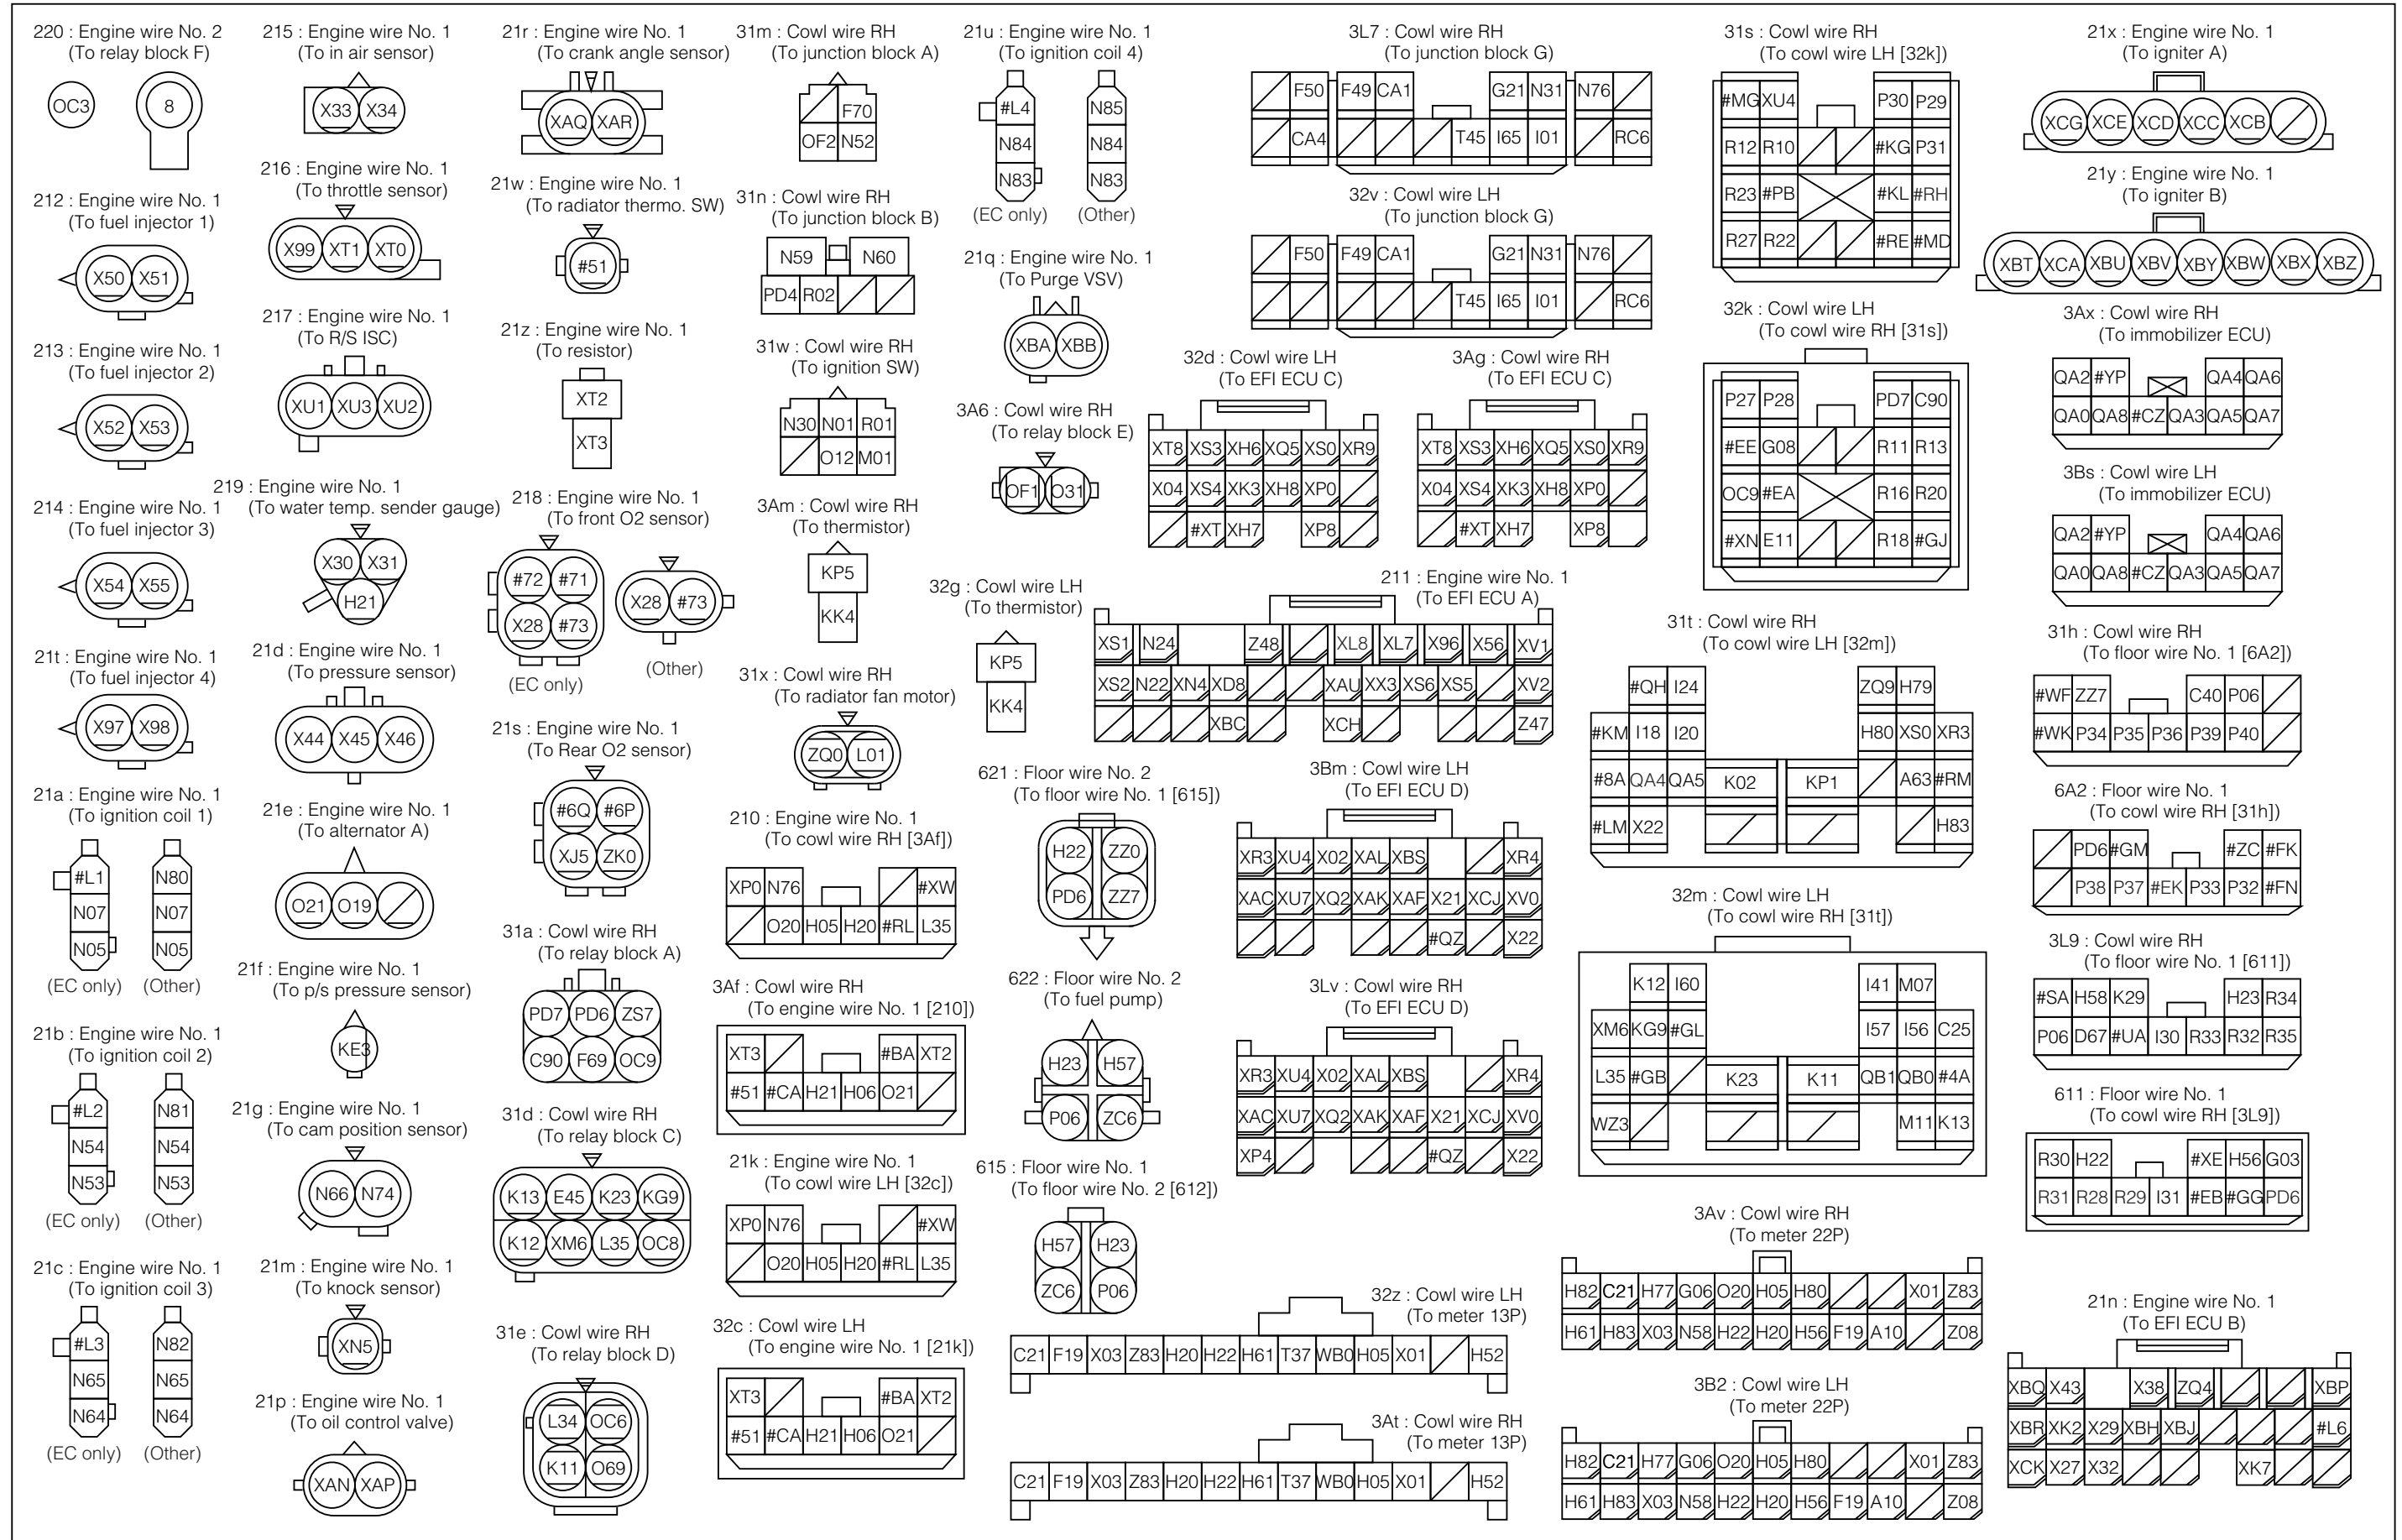 220 : Engine wire No. 2
(To relay block F)
OC3
8
212 : Engine wire No. 1
(To fuel injector 1)
X50 X51
213 : Engine wire No. 1
(To fuel injector 2)
X52 X53
214 : Engine wire No. 1
(To fuel injector 3)
X54 X55
21t : Engine wire No. 1
(To fuel injector 4)
X97 X98
21a : Engine wire No. 1
(To ignition coil 1)
#L1 N80
N07 N07
N05 N05
(EC only) (Other)
21b : Engine wire No. 1
(To ignition coil 2)
#L2 N81
N54 N54
N53 N53
(EC only) (Other)
21c : Engine wire No. 1
(To ignition coil 3)
#L3 N82
N65 N65
N64 N64
(EC only) (Other)
215 : Engine wire No. 1
(To in air sensor)
X33 X34
216 : Engine wire No. 1
(To throttle sensor)
X99 XT1 XT0
217 : Engine wire No. 1
(To R/S ISC)
XU1 XU3 XU2
219 : Engine wire No. 1
(To water temp. sender gauge)
X30 X31
H21
21d : Engine wire No. 1
(To pressure sensor)
X44 X45 X46
21e : Engine wire No. 1
(To alternator A)
O21 O19
21f : Engine wire No. 1
(To p/s pressure sensor)
KE3
21g : Engine wire No. 1
(To cam position sensor)
N66 N74
21m : Engine wire No. 1
(To knock sensor)
XN5
21p : Engine wire No. 1
(To oil control valve)
XAN XAP
21r : Engine wire No. 1
(To crank angle sensor)
XAQ XAR
21w : Engine wire No. 1
(To radiator thermo. SW)
#51
21z : Engine wire No. 1
(To resistor)
XT2
XT3
218 : Engine wire No. 1
(To front O2 sensor)
#72 #71
X28 #73
(EC only)
X28 #73
(Other)
21s : Engine wire No. 1
(To Rear O2 sensor)
#6Q #6P
XJ5 ZK0
31a : Cowl wire RH
(To relay block A)
PD7 PD6 ZS7
C90 F69 OC9
31d : Cowl wire RH
(To relay block C)
K13 E45 K23 KG9
K12 XM6 L35 OC8
31e : Cowl wire RH
(To relay block D)
L34 OC6
K11 O69
31m : Cowl wire RH
(To junction block A)
F70
OF2 N52
31n : Cowl wire RH
(To junction block B)
N59 N60
PD4 R02
31w : Cowl wire RH
(To ignition SW)
N30 N01 R01
O12 M01
3Am : Cowl wire RH
(To thermistor)
KP5
KK4
31x : Cowl wire RH
(To radiator fan motor)
ZQ0 L01
210 : Engine wire No. 1
(To cowl wire RH [3Af])
XP0 N76 #XW
O20 H05 H20 #RL L35
3Af : Cowl wire RH
(To engine wire No. 1 [210])
XT3 #BA XT2
#51 #CA H21 H06 O21
21k : Engine wire No. 1
(To cowl wire LH [32c])
XP0 N76 #XW
O20 H05 H20 #RL L35
32c : Cowl wire LH
(To engine wire No. 1 [21k])
XT3 #BA XT2
#51 #CA H21 H06 O21
21u : Engine wire No. 1
(To ignition coil 4)
#L4 N85
N84 N84
N83 N83
(EC only) (Other)
21q : Engine wire No. 1
(To Purge VSV)
XBA XBB
3A6 : Cowl wire RH
(To relay block E)
OF1 O31
32g : Cowl wire LH
(To thermistor)
KP5
KK4
621 : Floor wire No. 2
(To floor wire No. 1 [615])
H22 ZZ0
PD6 ZZ7
622 : Floor wire No. 2
(To fuel pump)
H23 H57
P06 ZC6
615 : Floor wire No. 1
(To floor wire No. 2 [612])
H57 H23
ZC6 P06
3L7 : Cowl wire RH
(To junction block G)
F50 F49 CA1 G21 N31 N76
CA4 T45 I65 I01 RC6
32v : Cowl wire LH
(To junction block G)
F50 F49 CA1 G21 N31 N76
T45 I65 I01 RC6
32d : Cowl wire LH
(To EFI ECU C)
XT8 XS3 XH6 XQ5 XS0 XR9
X04 XS4 XK3 XH8 XP0
#XT XH7 XP8
3Ag : Cowl wire RH
(To EFI ECU C)
XT8 XS3 XH6 XQ5 XS0 XR9
X04 XS4 XK3 XH8 XP0
#XT XH7 XP8
211 : Engine wire No. 1
(To EFI ECU A)
XS1 N24 Z48 XL8 XL7 X96 X56 XV1
XS2 N22 XN4 XD8 XAU XX3 XS6 XS5 XV2
XBC XCH Z47
3Bm : Cowl wire LH
(To EFI ECU D)
XR3 XU4 X02 XAL XBS XR4
XAC XU7 XQ2 XAK XAF X21 XCJ XV0
#QZ X22
3Lv : Cowl wire RH
(To EFI ECU D)
XR3 XU4 X02 XAL XBS XR4
XAC XU7 XQ2 XAK XAF X21 XCJ XV0
XP4 #QZ X22
32z : Cowl wire LH
(To meter 13P)
C21 F19 X03 Z83 H20 H22 H61 T37 WB0 H05 X01 H52
3At : Cowl wire RH
(To meter 13P)
C21 F19 X03 Z83 H20 H22 H61 T37 WB0 H05 X01 H52
31s : Cowl wire RH
(To cowl wire LH [32k])
#MG XU4 P30 P29
R12 R10 #KG P31
R23 #PB #KL #RH
R27 R22 #RE #MD
32k : Cowl wire LH
(To cowl wire RH [31s])
P27 P28 PD7 C90
#EE G08 R11 R13
OC9 #EA R16 R20
#XN E11 R18 #GJ
31t : Cowl wire RH
(To cowl wire LH [32m])
#QH I24 ZQ9 H79
#KM I18 I20 H80 XS0 XR3
#8A QA4 QA5 K02 KP1 A63 #RM
#LM X22 H83
32m : Cowl wire LH
(To cowl wire RH [31t])
K12 I60 I41 M07
XM6 KG9 #GL I57 I56 C25
L35 #GB K23 K11 QB1 QB0 #4A
WZ3 M11 K13
3Av : Cowl wire RH
(To meter 22P)
H82 C21 H77 G06 O20 H05 H80 X01 Z83
H61 H83 X03 N58 H22 H20 H56 F19 A10 Z08
3B2 : Cowl wire LH
(To meter 22P)
H82 C21 H77 G06 O20 H05 H80 X01 Z83
H61 H83 X03 N58 H22 H20 H56 F19 A10 Z08
21x : Engine wire No. 1
(To igniter A)
XCG XCE XCD XCC XCB
21y : Engine wire No. 1
(To igniter B)
XBT XCA XBU XBV XBY XBW XBX XBZ
3Ax : Cowl wire RH
(To immobilizer ECU)
QA2 #YP QA4 QA6
QA0 QA8 #CZ QA3 QA5 QA7
3Bs : Cowl wire LH
(To immobilizer ECU)
QA2 #YP QA4 QA6
QA0 QA8 #CZ QA3 QA5 QA7
31h : Cowl wire RH
(To floor wire No. 1 [6A2])
#WF ZZ7 C40 P06
#WK P34 P35 P36 P39 P40
6A2 : Floor wire No. 1
(To cowl wire RH [31h])
PD6 #GM #ZC #FK
P38 P37 #EK P33 P32 #FN
3L9 : Cowl wire RH
(To floor wire No. 1 [611])
#SA H58 K29 H23 R34
P06 D67 #UA I30 R33 R32 R35
611 : Floor wire No. 1
(To cowl wire RH [3L9])
R30 H22 #XE H56 G03
R31 R28 R29 I31 #EB #GG PD6
21n : Engine wire No. 1
(To EFI ECU B)
XBQ X43 X38 ZQ4 XBP
XBR XK2 X29 XBH XBJ #L6
XCK X27 X32 XK7